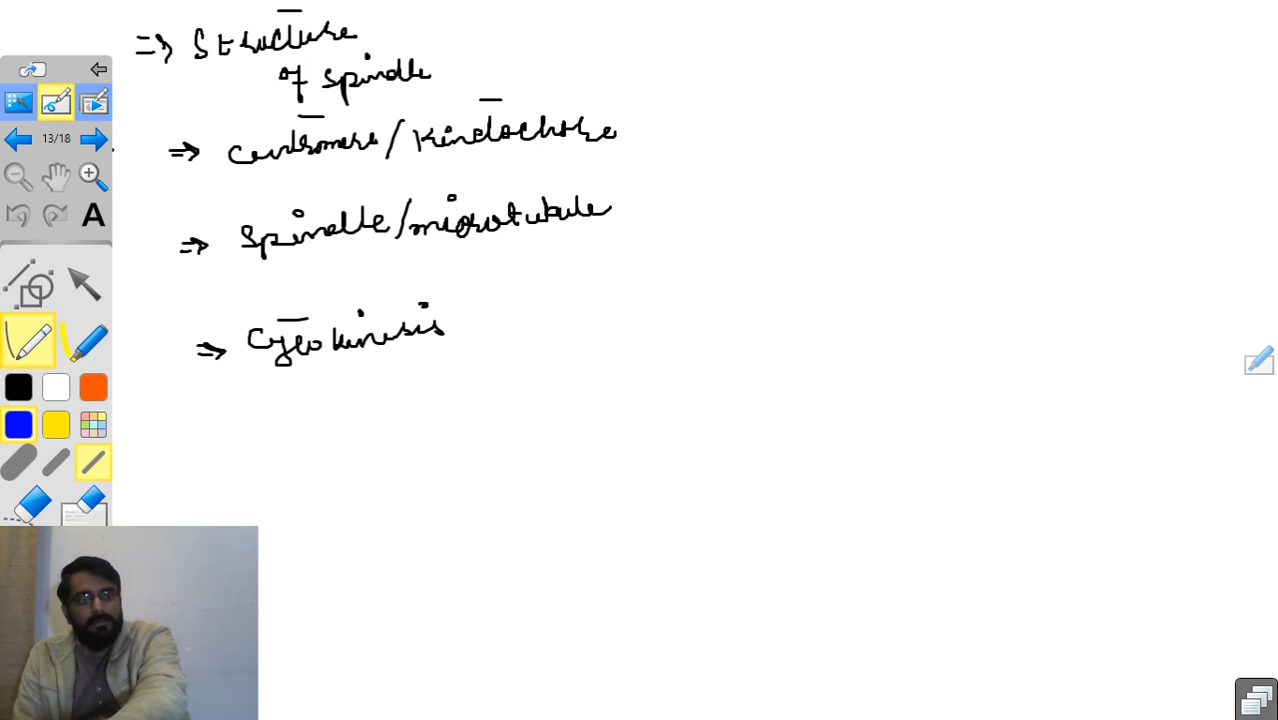 ⇒ Structure
of Spindle
13/18
⇒ Centromere/Kinetochore
A
⇒ Spindle/microtubule
⇒ Cytokinesis